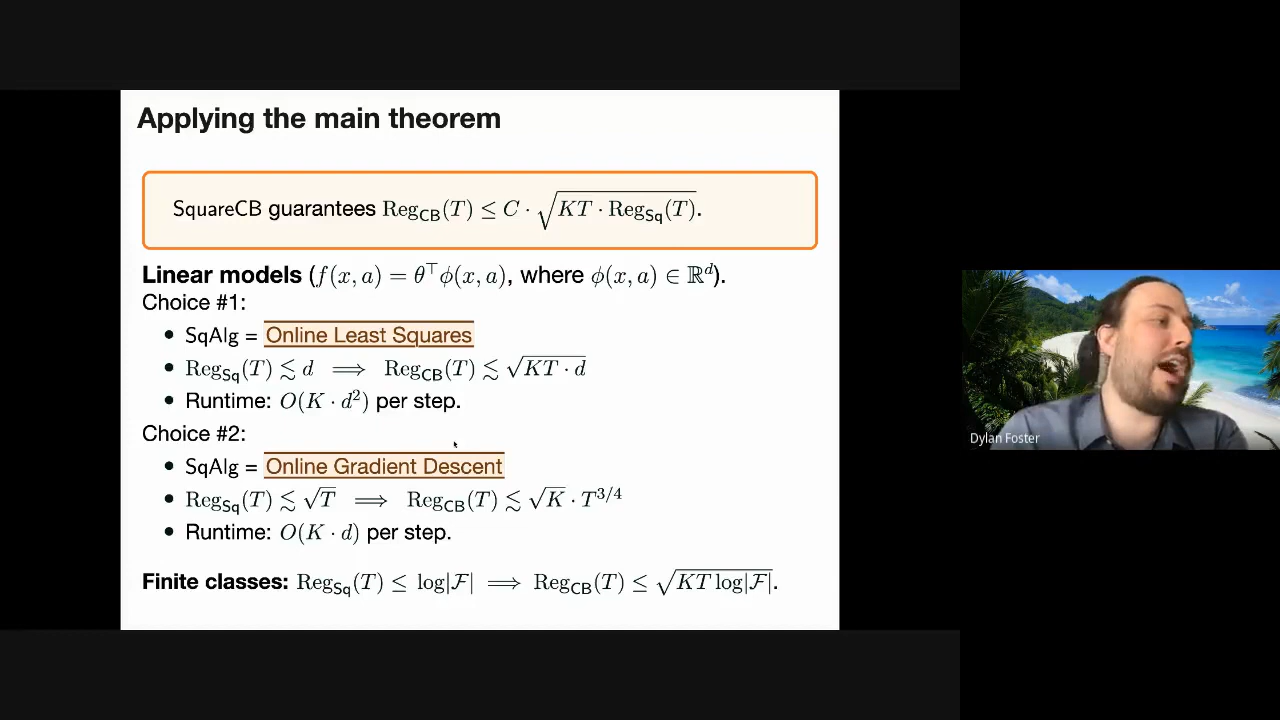 Applying the main theorem
SquareCB guarantees Reg_CB(T) ≤ C · √(KT · Reg_Sq(T)).
Linear models (f(x, a) = θ^⊤ϕ(x, a), where ϕ(x, a) ∈ ℝ^d).
Choice #1:
• SqAlg = Online Least Squares
• Reg_Sq(T) ≲ d ⟹ Reg_CB(T) ≲ √(KT · d)
• Runtime: O(K · d²) per step.
Choice #2:
• SqAlg = Online Gradient Descent
• Reg_Sq(T) ≲ √T ⟹ Reg_CB(T) ≲ √K · T^{3/4}
• Runtime: O(K · d) per step.
Finite classes: Reg_Sq(T) ≤ log|ℱ| ⟹ Reg_CB(T) ≤ √(KT log|ℱ|).
Dylan Foster